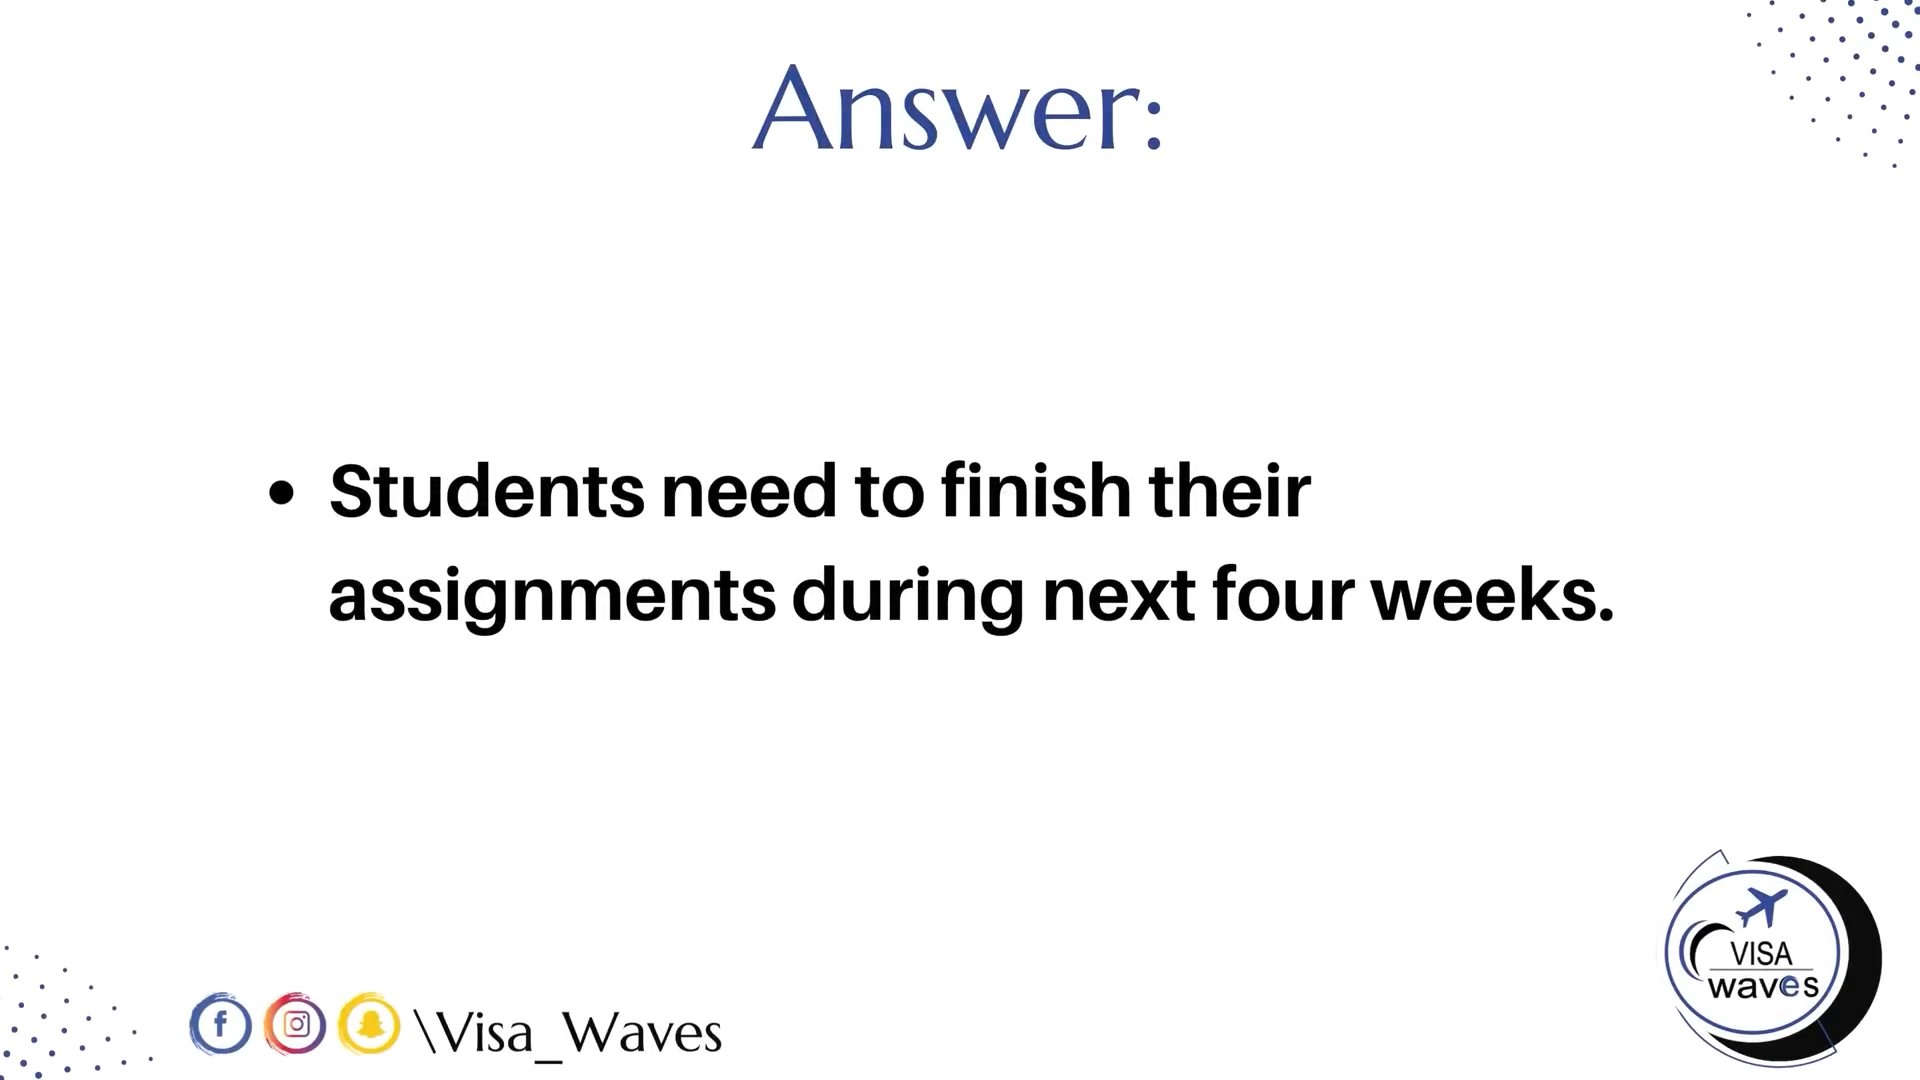 Answer:
• Students need to finish their
assignments during next four weeks.
VISA
waves
\Visa_Waves